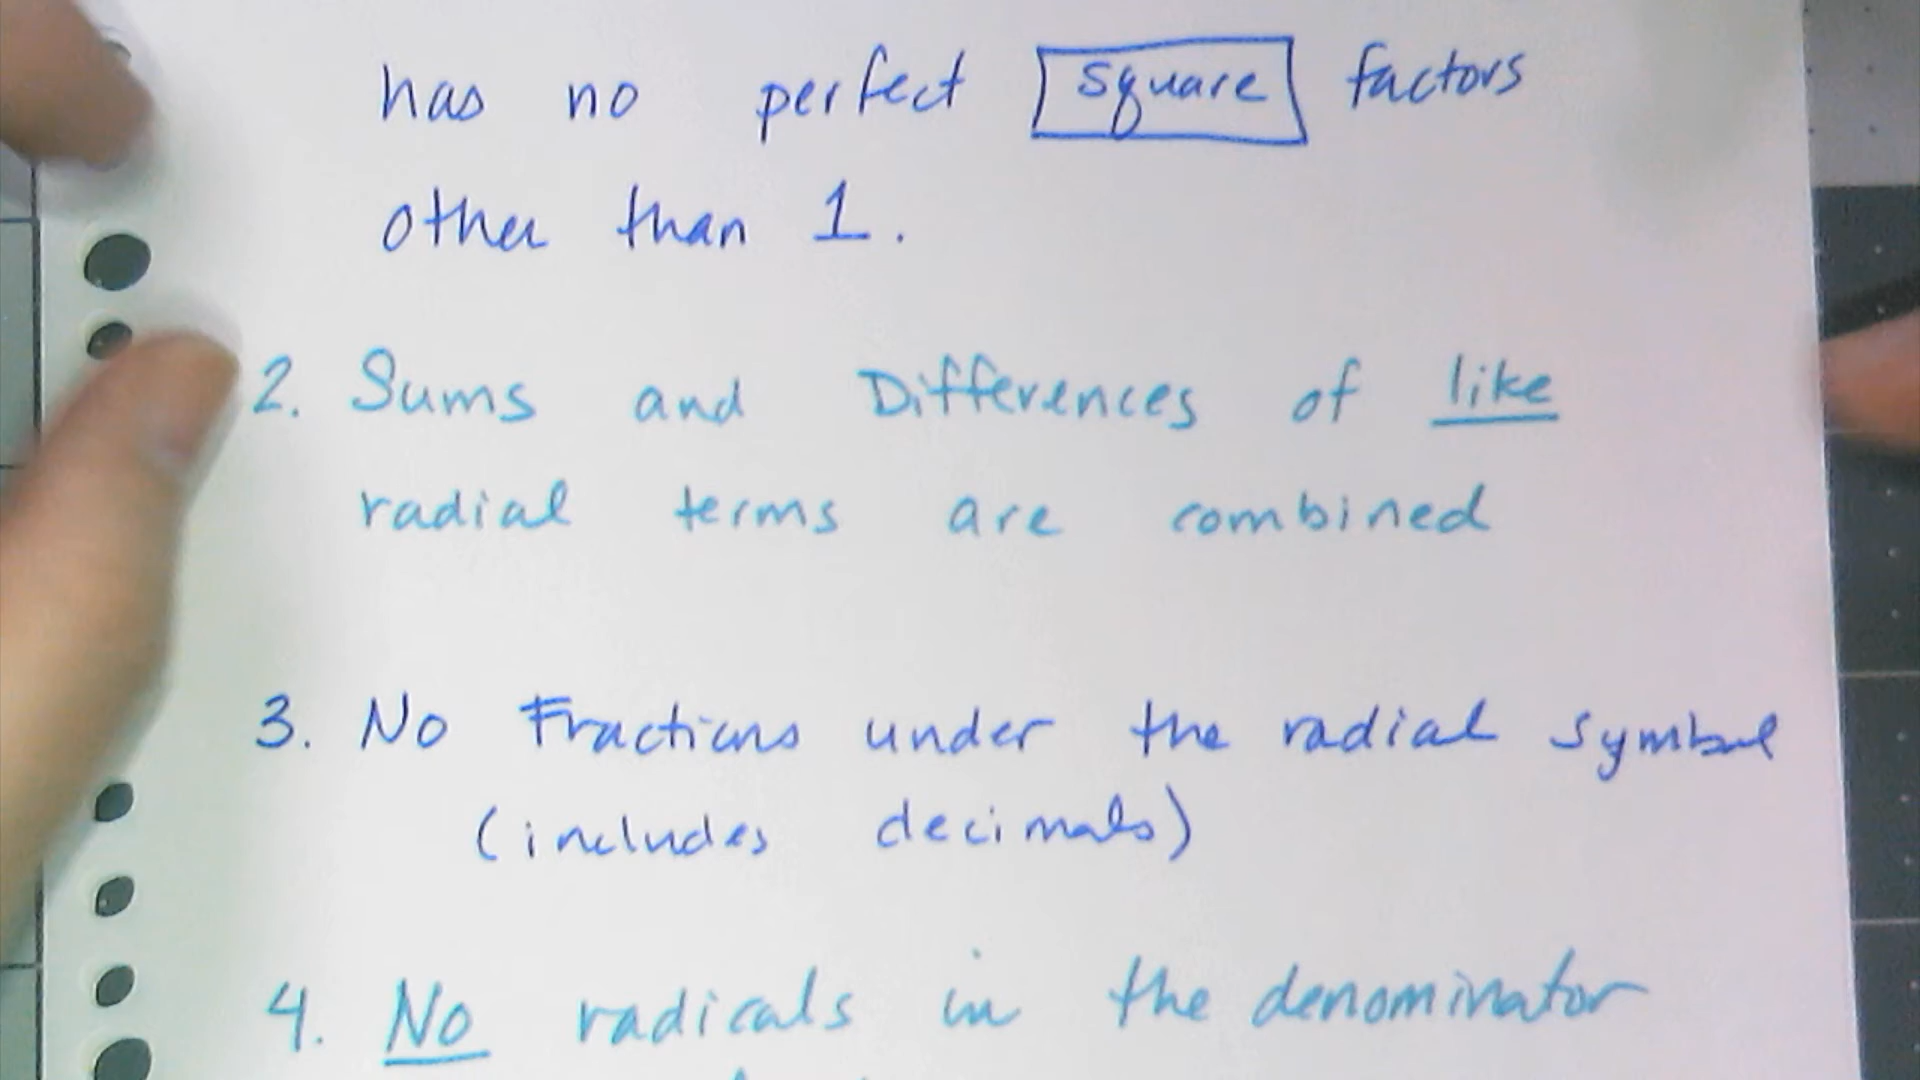 has no perfect square factors
other than 1.
2. Sums and Differences of like
radial terms are combined
3. No Fractions under the radial symbol
(includes decimals)
4. No radicals in the denominator